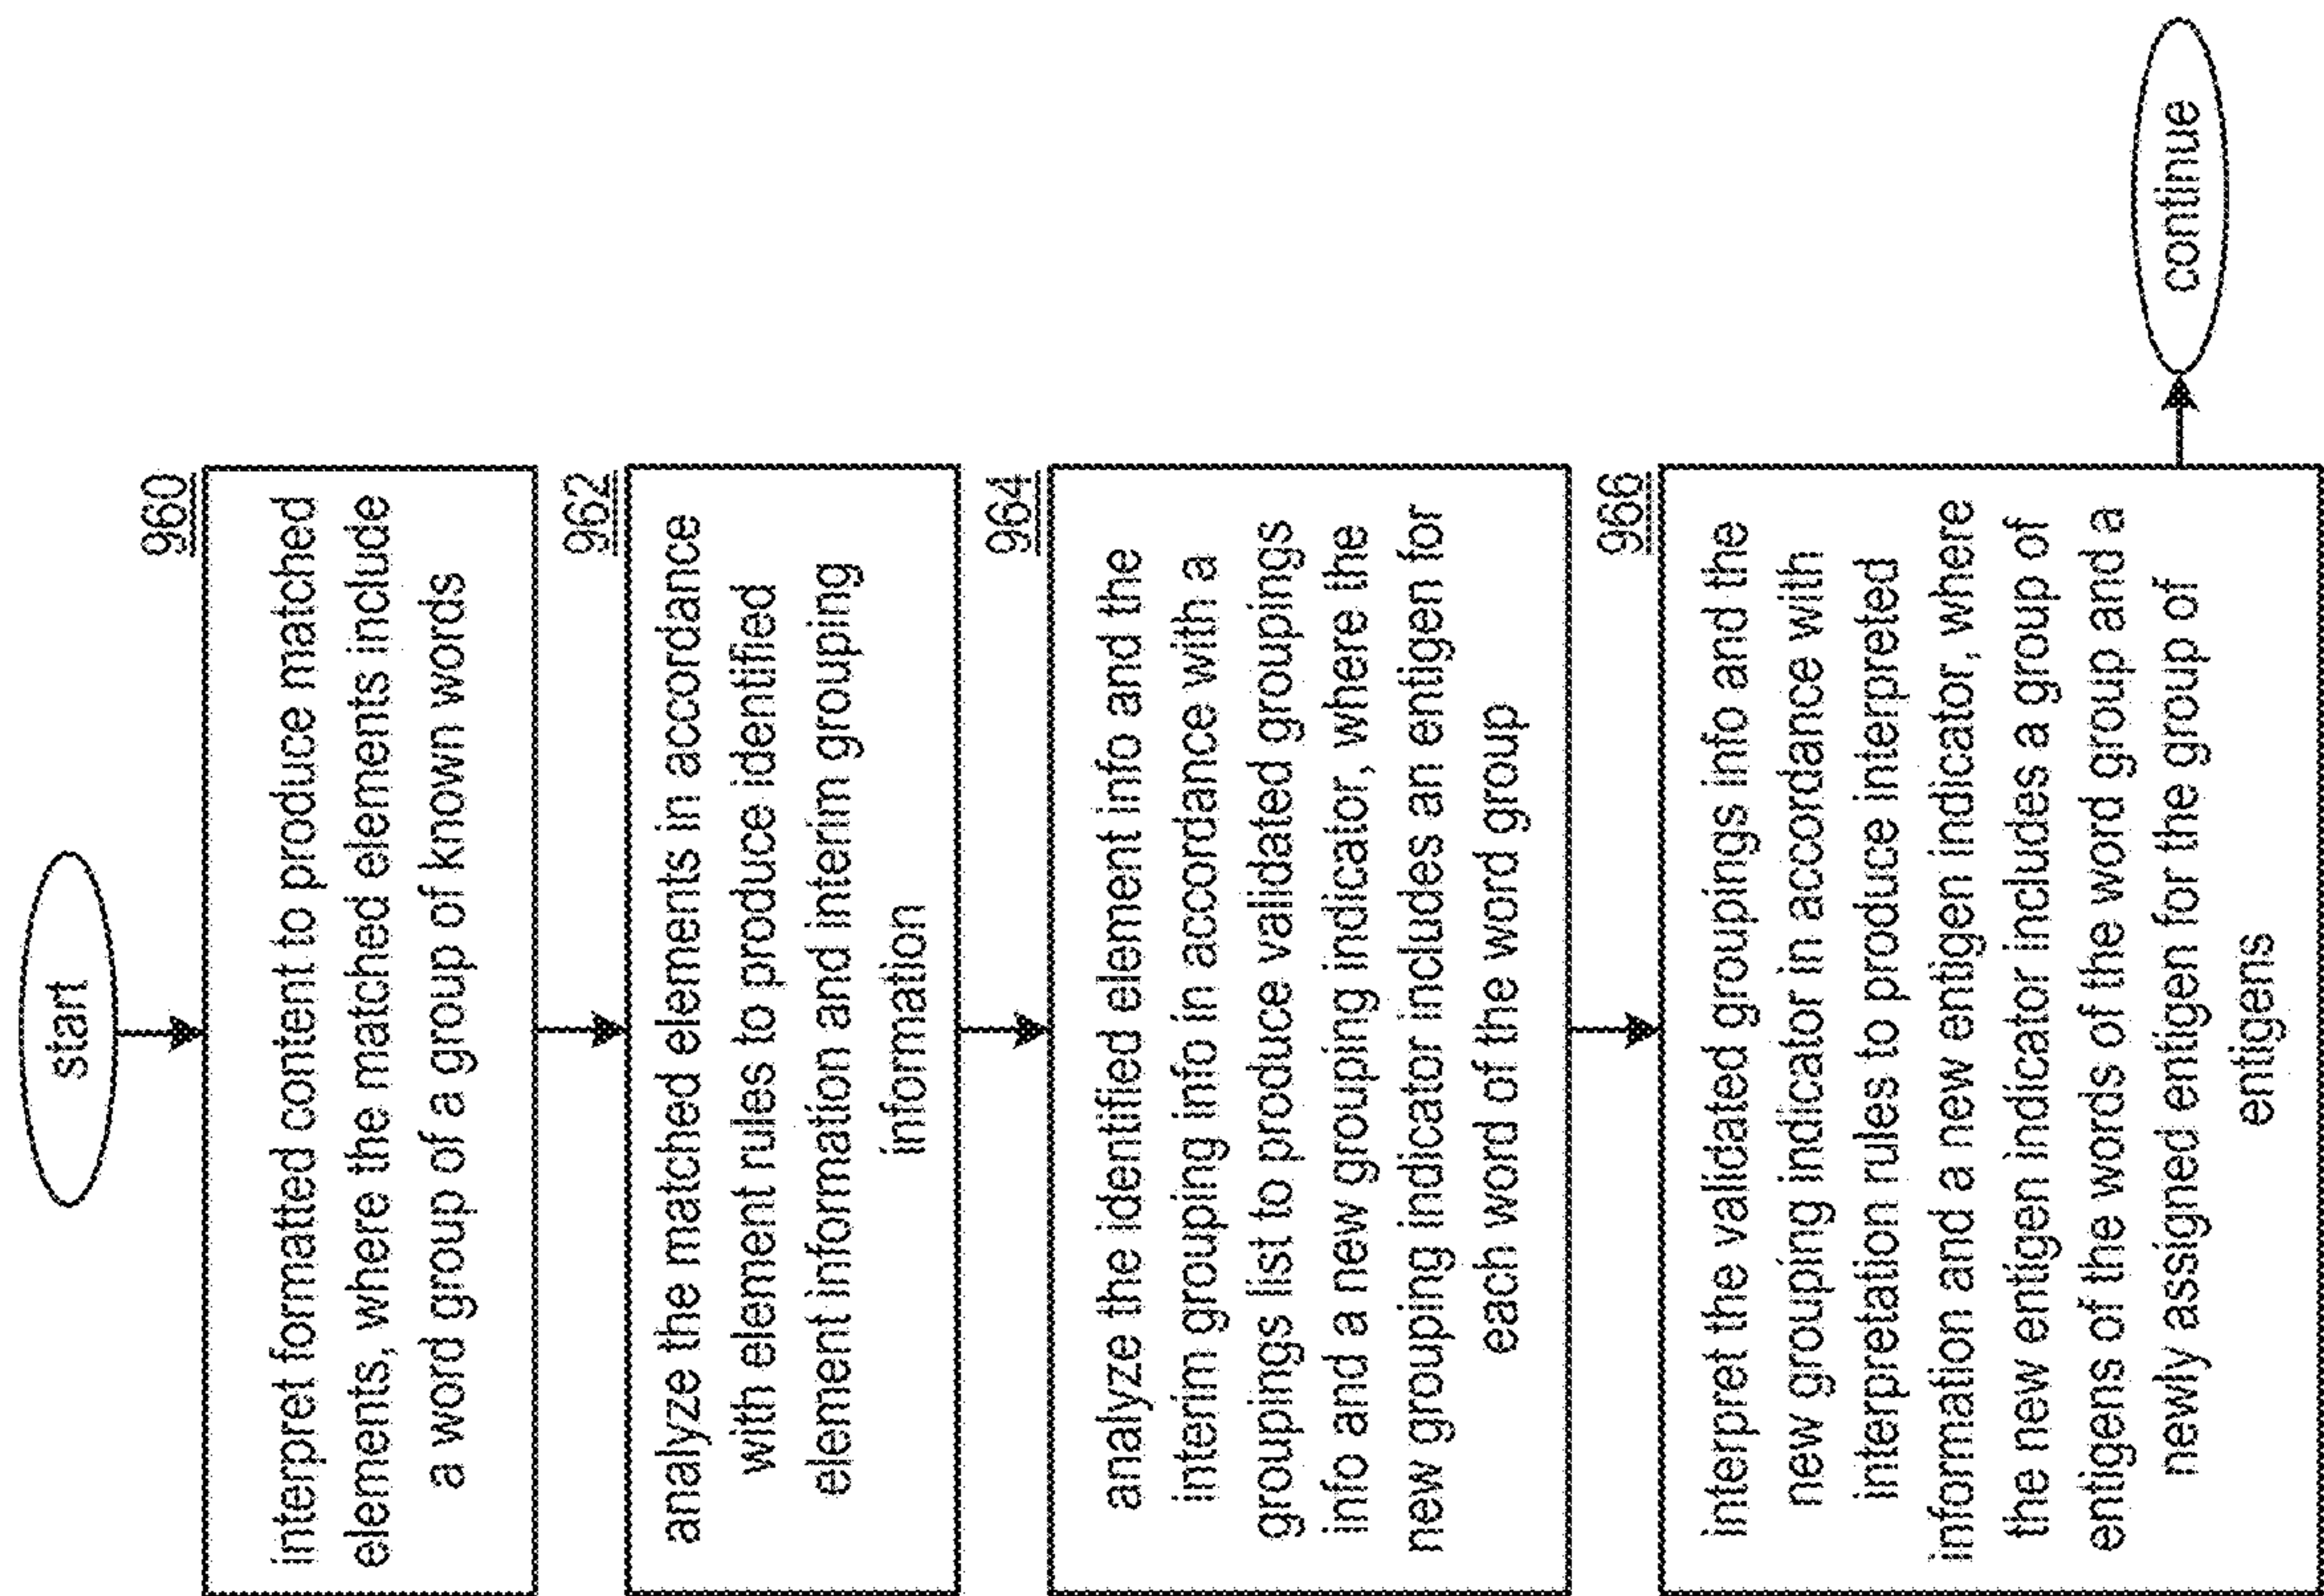 start
960
interpret formatted content to produce matched
elements, where the matched elements include
a word group of a group of known words
962
analyze the matched elements in accordance
with element rules to produce identified
element information and interim grouping
information
964
analyze the identified element info and the
interim grouping info in accordance with a
groupings list to produce validated groupings
info and a new grouping indicator, where the
new grouping indicator includes an entigen for
each word of the word group
966
interpret the validated groupings info and the
new grouping indicator in accordance with
interpretation rules to produce interpreted
information and a new entigen indicator, where
the new entigen indicator includes a group of
entigens of the words of the word group and a
newly assigned entigen for the group of
entigens
continue